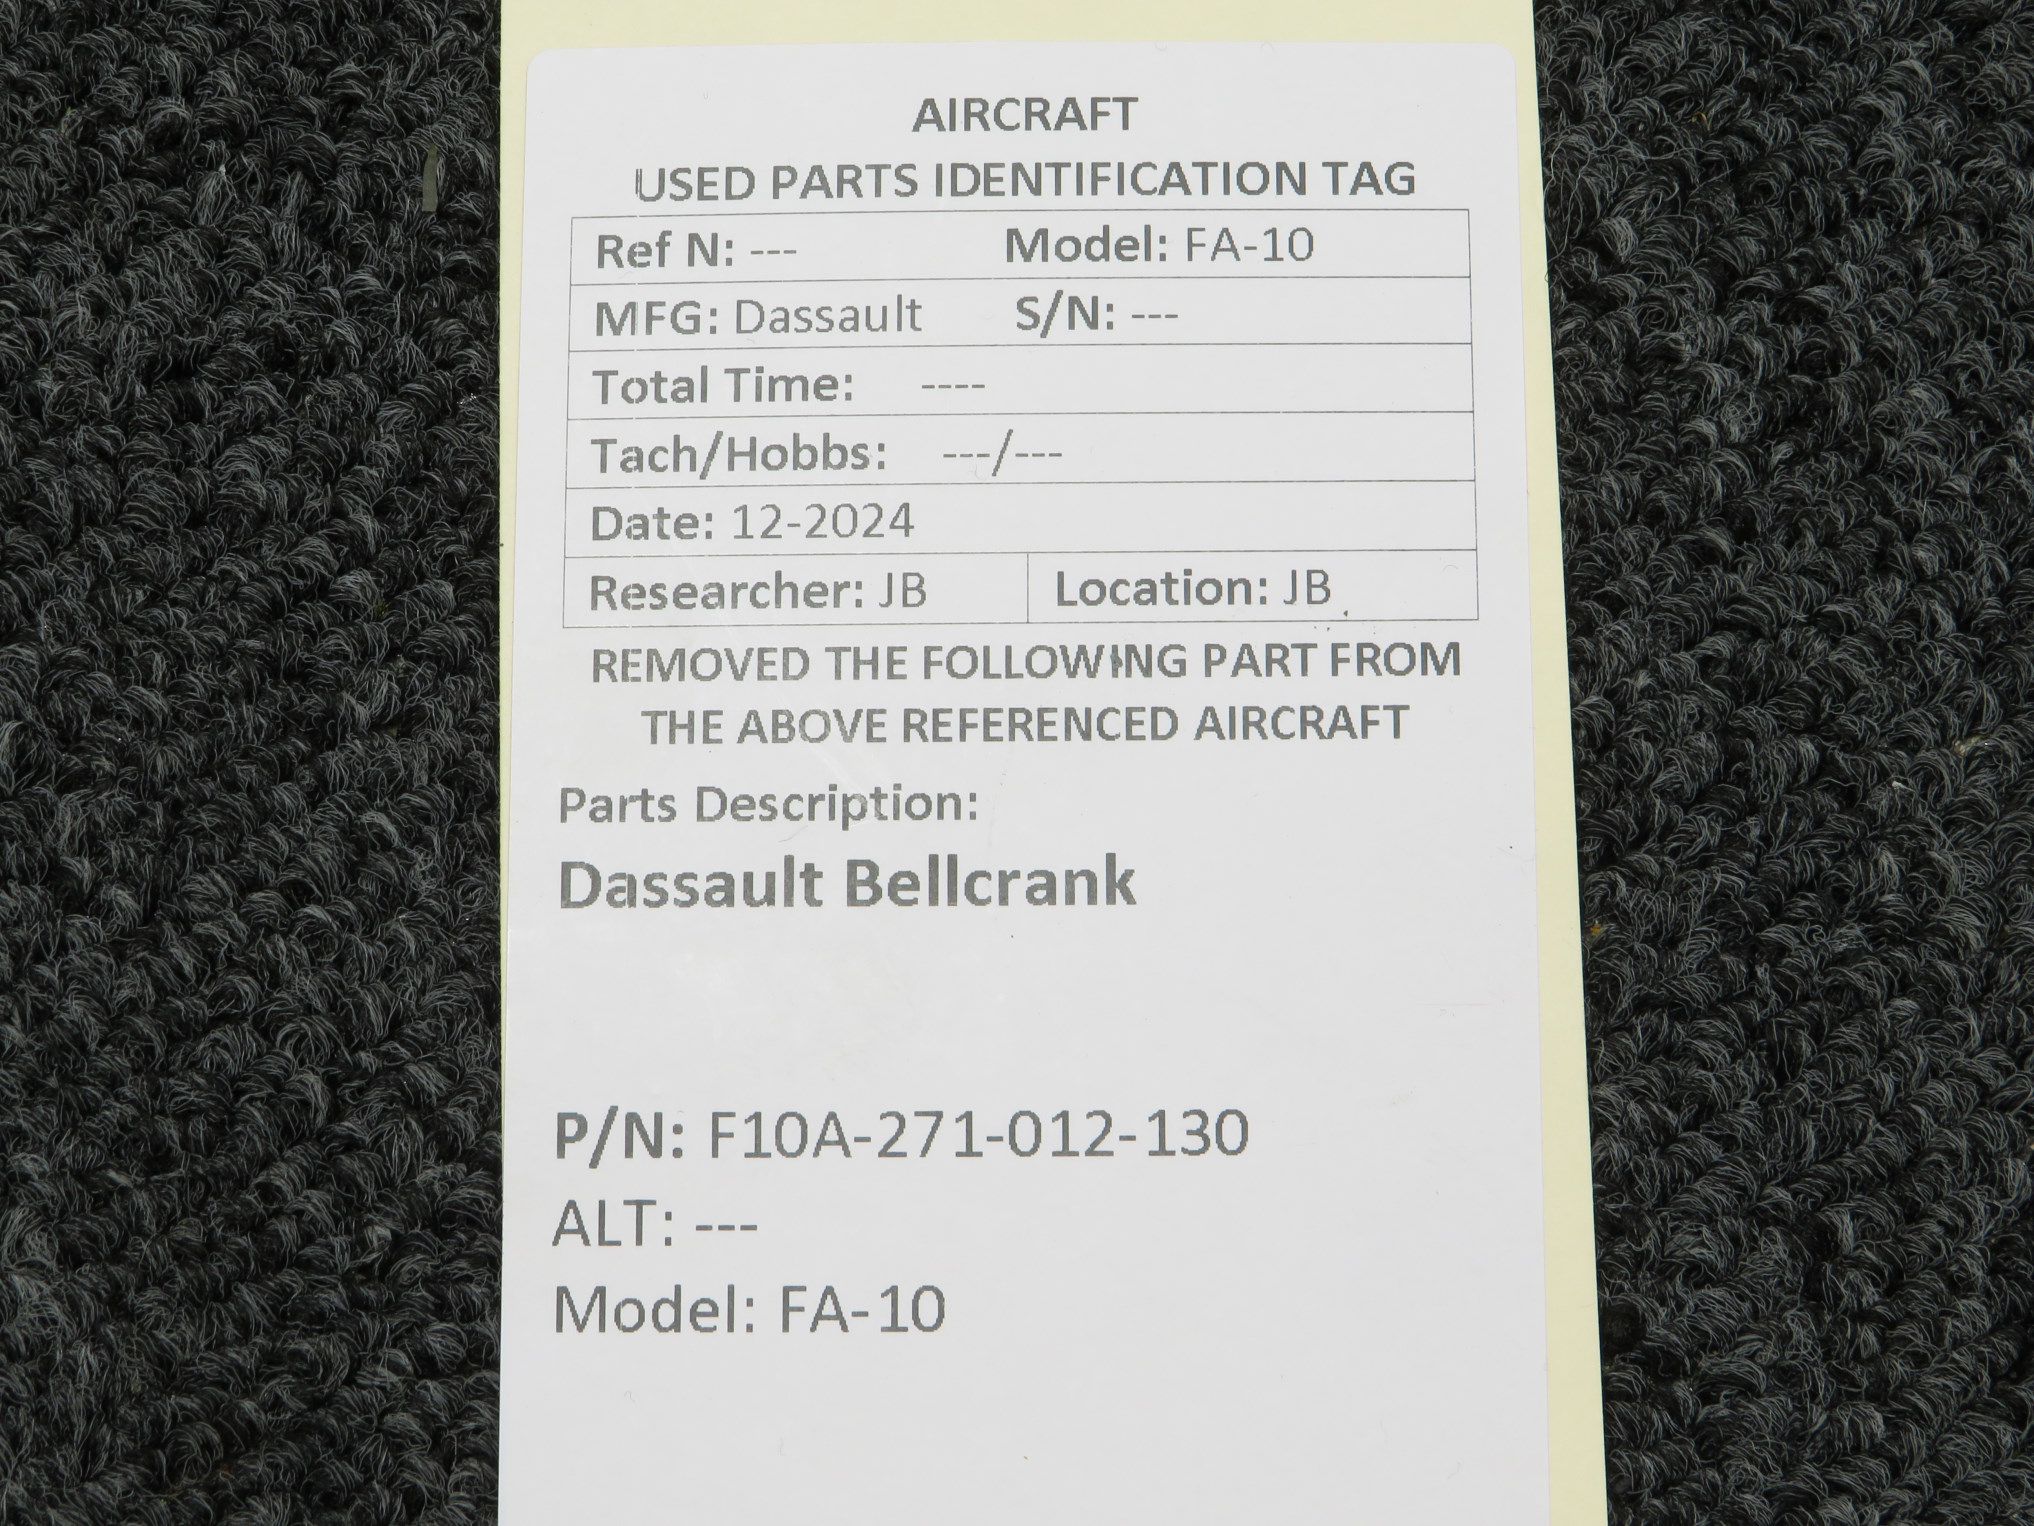 AIRCRAFT
USED PARTS IDENTIFICATION TAG
Ref N: --- Model: FA-10
MFG: Dassault S/N: ---
Total Time: ----
Tach/Hobbs: ---/---
Date: 12-2024
Researcher: JB Location: JB
REMOVED THE FOLLOWING PART FROM
THE ABOVE REFERENCED AIRCRAFT
Parts Description:
Dassault Bellcrank
P/N: F10A-271-012-130
ALT: ---
Model: FA-10